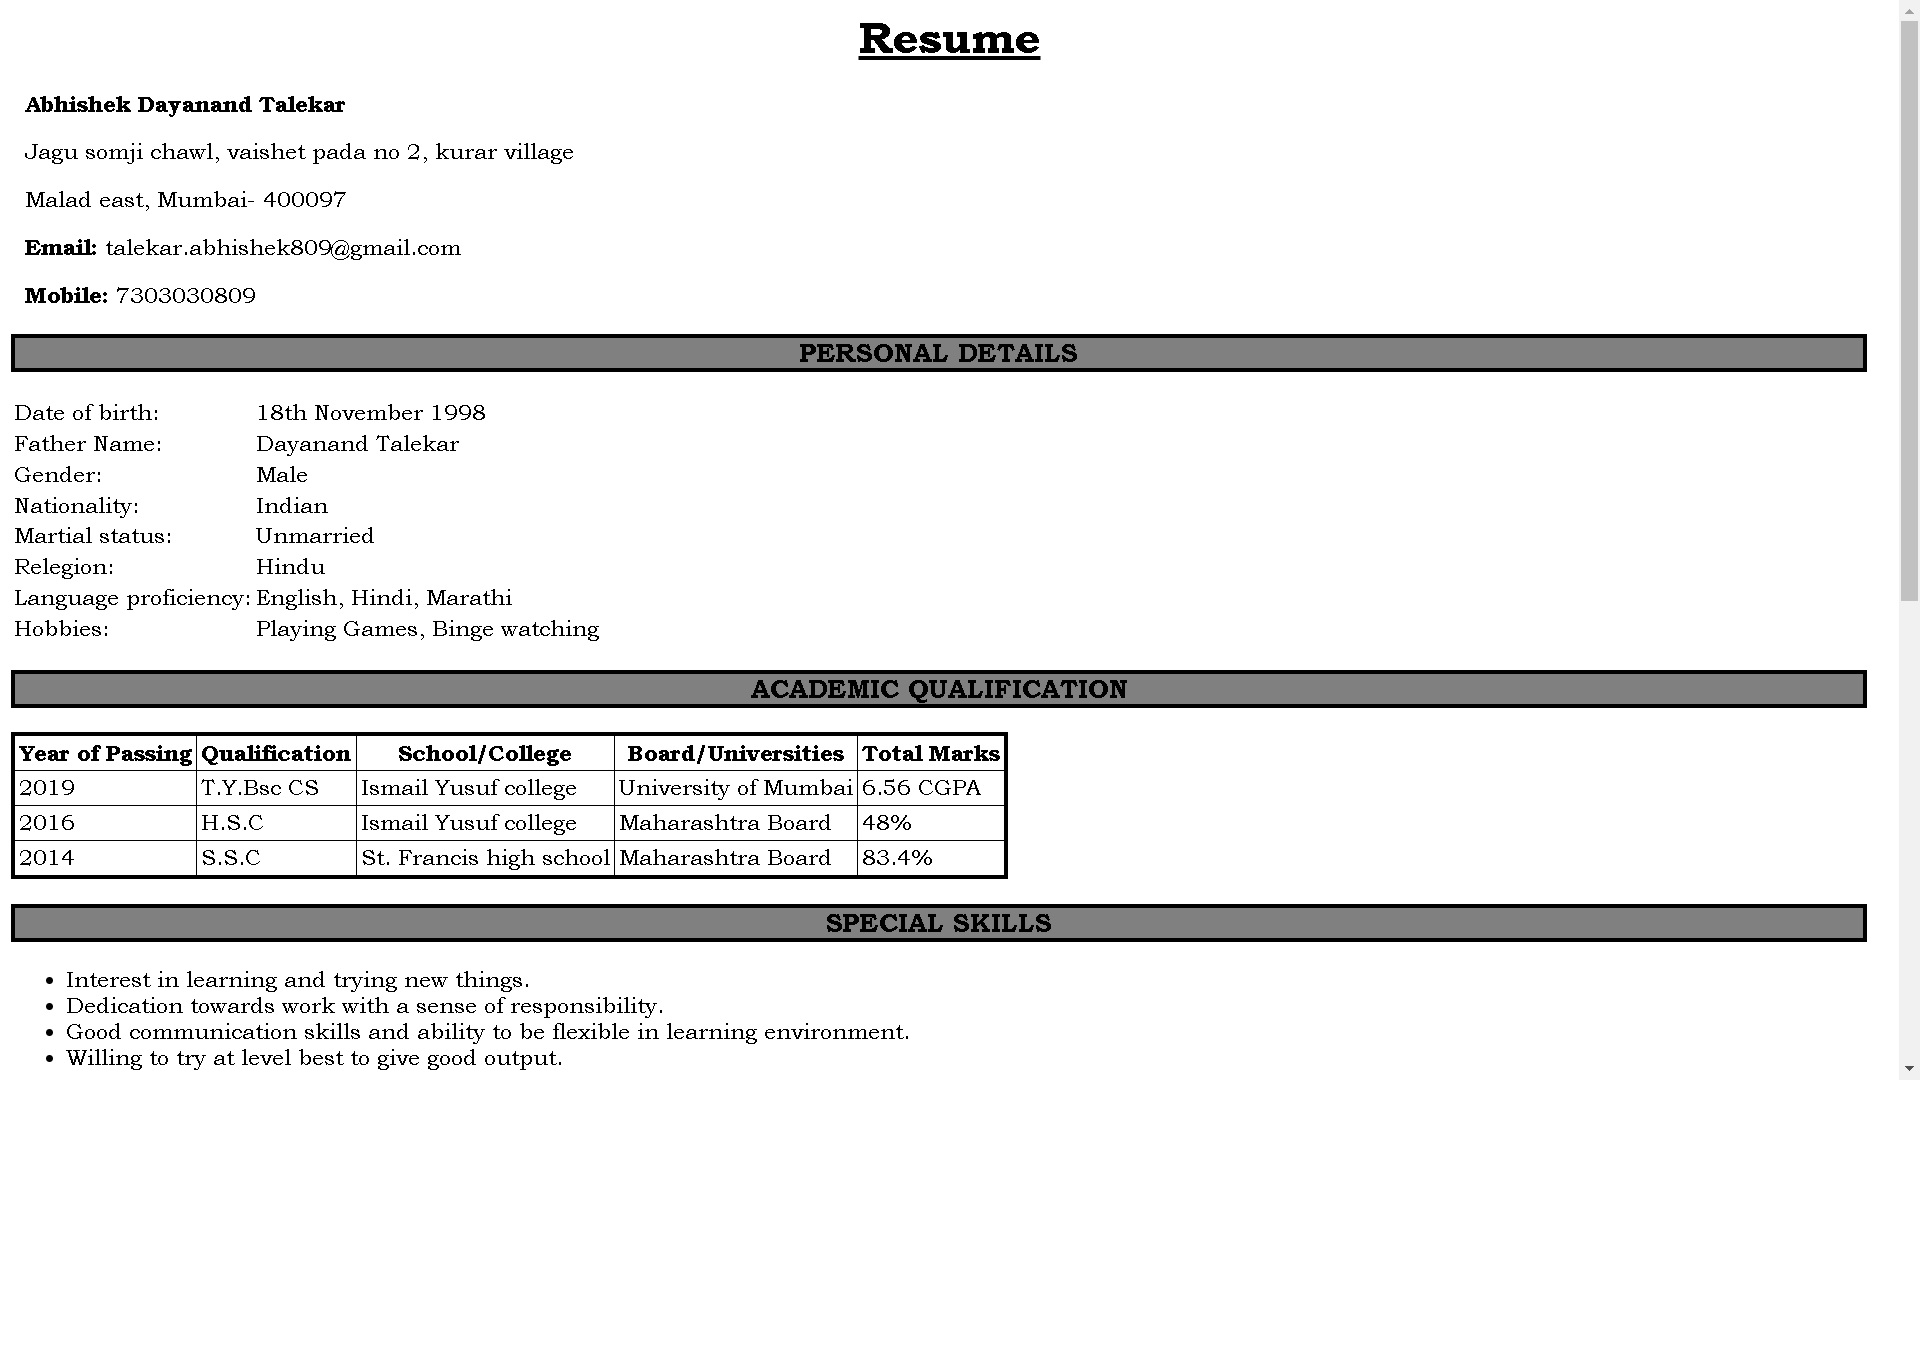 Resume
Abhishek Dayanand Talekar
Jagu somji chawl, vaishet pada no 2, kurar village
Malad east, Mumbai- 400097
Email: talekar.abhishek809@gmail.com
Mobile: 7303030809
PERSONAL DETAILS
Date of birth: 18th November 1998
Father Name: Dayanand Talekar
Gender: Male
Nationality: Indian
Martial status: Unmarried
Relegion: Hindu
Language proficiency: English, Hindi, Marathi
Hobbies: Playing Games, Binge watching
ACADEMIC QUALIFICATION
Year of Passing Qualification School/College Board/Universities Total Marks
2019 T.Y.Bsc CS Ismail Yusuf college University of Mumbai 6.56 CGPA
2016 H.S.C Ismail Yusuf college Maharashtra Board 48%
2014 S.S.C St. Francis high school Maharashtra Board 83.4%
SPECIAL SKILLS
• Interest in learning and trying new things.
• Dedication towards work with a sense of responsibility.
• Good communication skills and ability to be flexible in learning environment.
• Willing to try at level best to give good output.